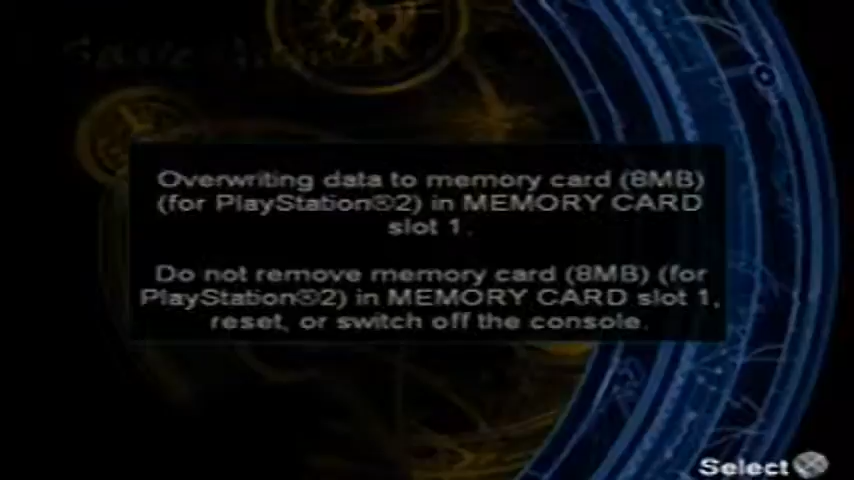 Overwriting data to memory card (8MB)
(for PlayStation®2) in MEMORY CARD
slot 1.
Do not remove memory card (8MB) (for
PlayStation®2) in MEMORY CARD slot 1,
reset, or switch off the console.
Select